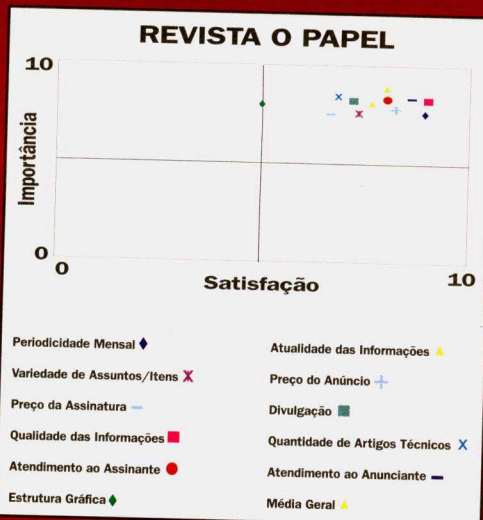 REVISTA O PAPEL
10
Importância
0
0
Satisfação
10
Periodicidade Mensal
Variedade de Assuntos/Itens
Preço da Assinatura
Qualidade das Informações
Atendimento ao Assinante
Estrutura Gráfica
Atualidade das Informações
Preço do Anúncio
Divulgação
Quantidade de Artigos Técnicos
Atendimento ao Anunciante
Média Geral